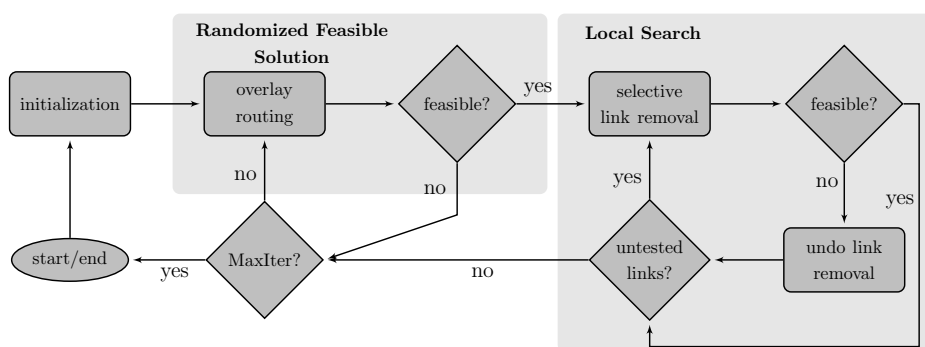 Randomized Feasible
Solution
Local Search
initialization
overlay
routing
feasible?
yes
selective
link removal
feasible?
no
no
yes
no
yes
start/end
yes
MaxIter?
no
untested
links?
undo link
removal